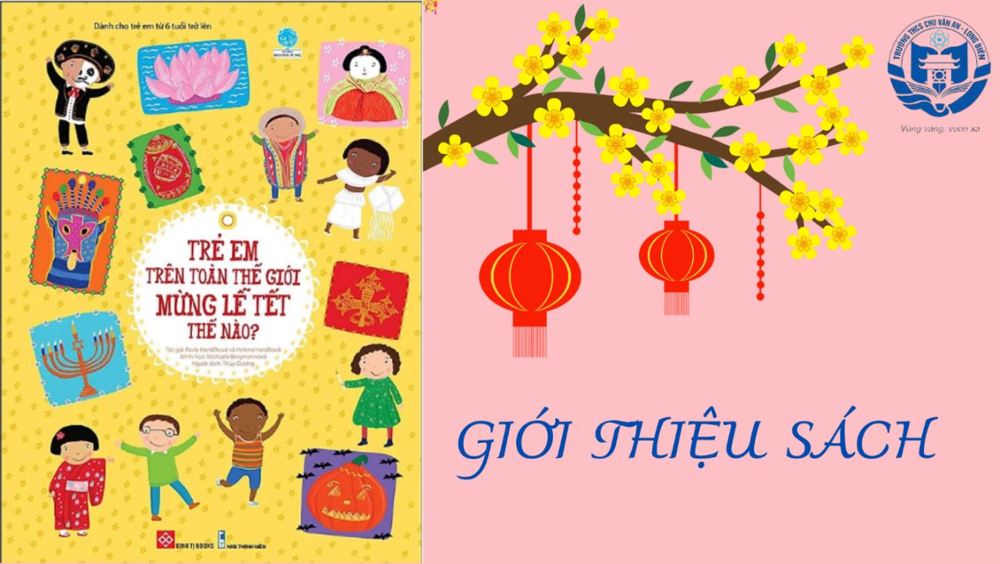 Dành cho trẻ em từ 6 tuổi trở lên
TRẺ EM
TRÊN TOÀN THẾ GIỚI
MỪNG LỄ TẾT
THẾ NÀO?
Tác giả: Pavla Hanáčková và Helena Haraštová
Minh họa: Michaela Bergmannová
Người dịch: Thùy Dương
ĐINH TỊ BOOKS
NXB THANH NIÊN
TRƯỜNG THCS CHU VĂN AN - LONG BIÊN
Vững vàng, vươn xa
GIỚI THIỆU SÁCH